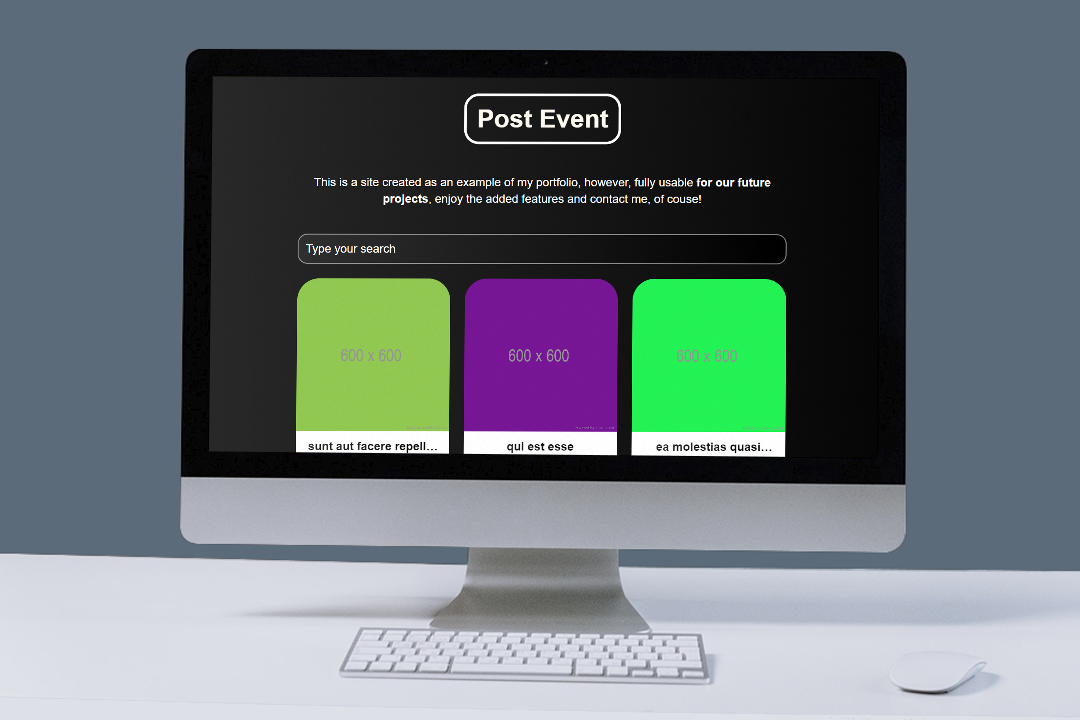 Post Event
This is a site created as an example of my portfolio, however, fully usable for our future
projects, enjoy the added features and contact me, of couse!
Type your search
600 x 600
600 x 600
600 x 600
sunt aut facere repell...
qui est esse
ea molestias quasi...